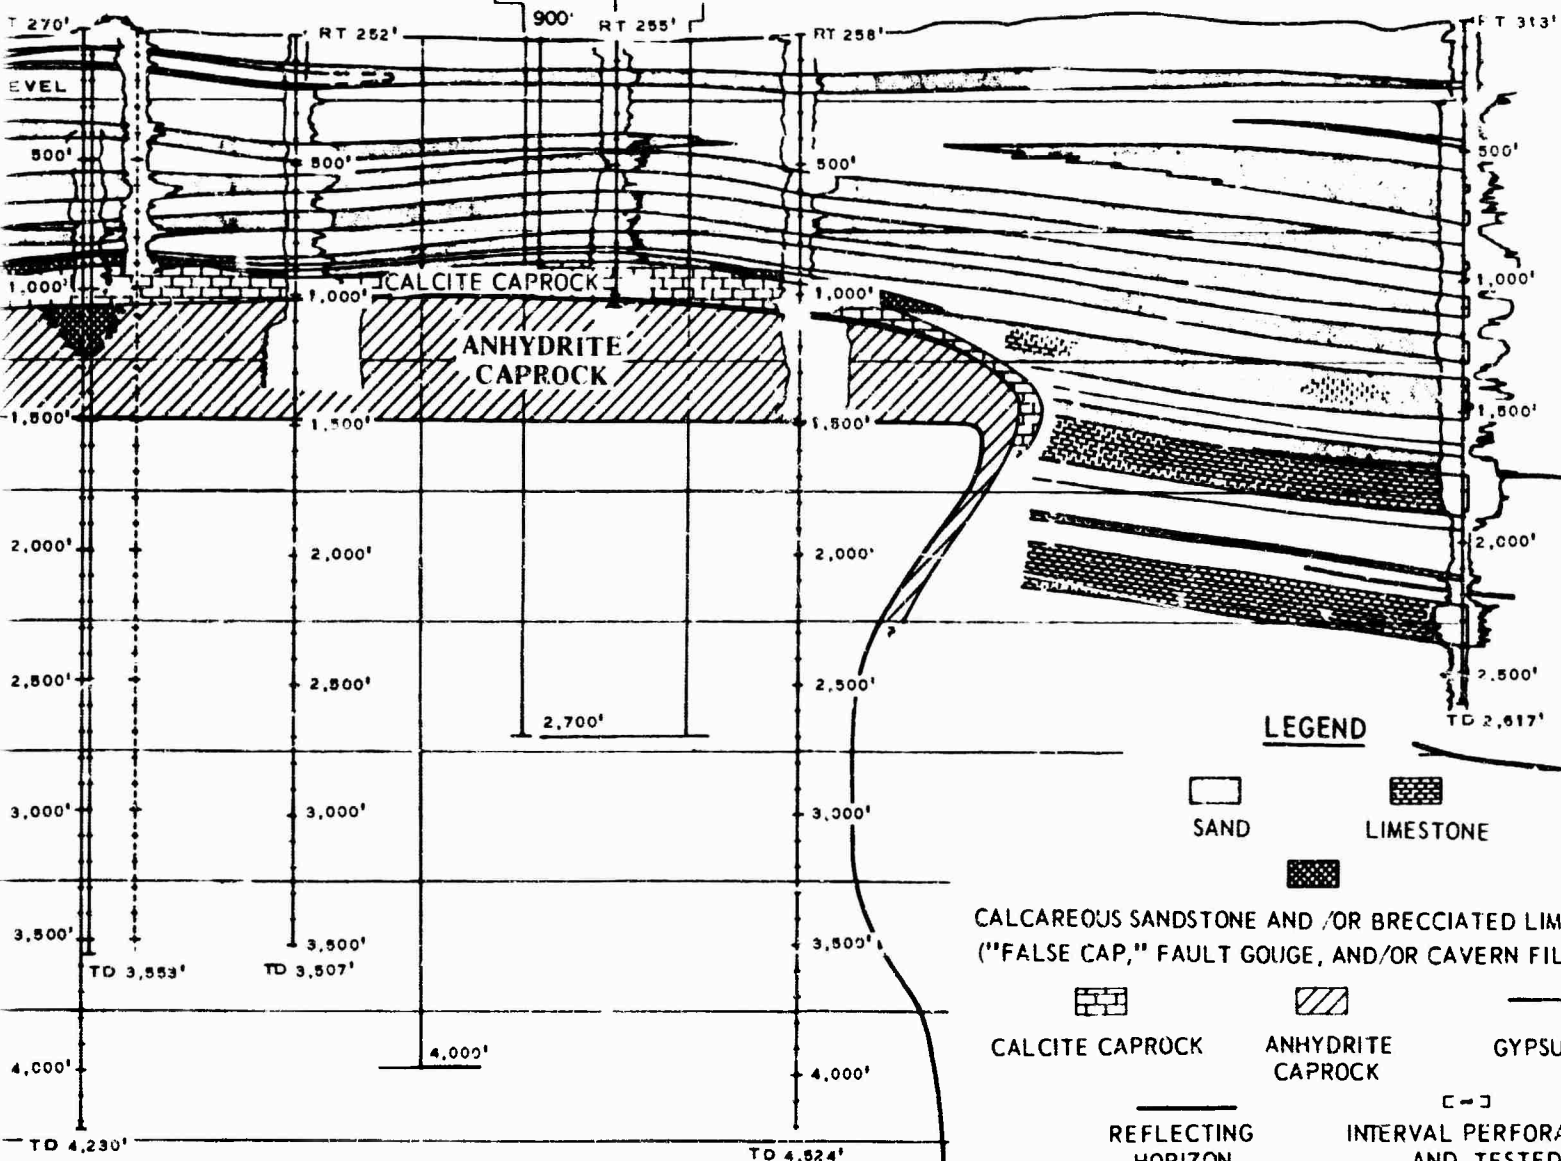 T 270'
RT 252'
900'
RT 255'
RT 258'
RT 313'
EVEL
500'
500'
500'
500'
1,000'
1,000'
CALCITE CAPROCK
1,000'
1,000'
ANHYDRITE
CAPROCK
1,500'
1,500'
1,500'
1,500'
2,000'
2,000'
2,000'
2,000'
?
2,500'
2,500'
2,500'
2,500'
2,700'
TD 2,617'
LEGEND
3,000'
3,000'
3,000'
SAND
LIMESTONE
CALCAREOUS SANDSTONE AND /OR BRECCIATED LIM
("FALSE CAP," FAULT GOUGE, AND/OR CAVERN FIL
3,500'
3,500'
3,500'
TD 3,553'
TD 3,507'
CALCITE CAPROCK
ANHYDRITE
CAPROCK
GYPSU
4,000'
4,000'
4,000'
REFLECTING
HORIZON
INTERVAL PERFORA
AND TESTED
TD 4,230'
TD 4,524'